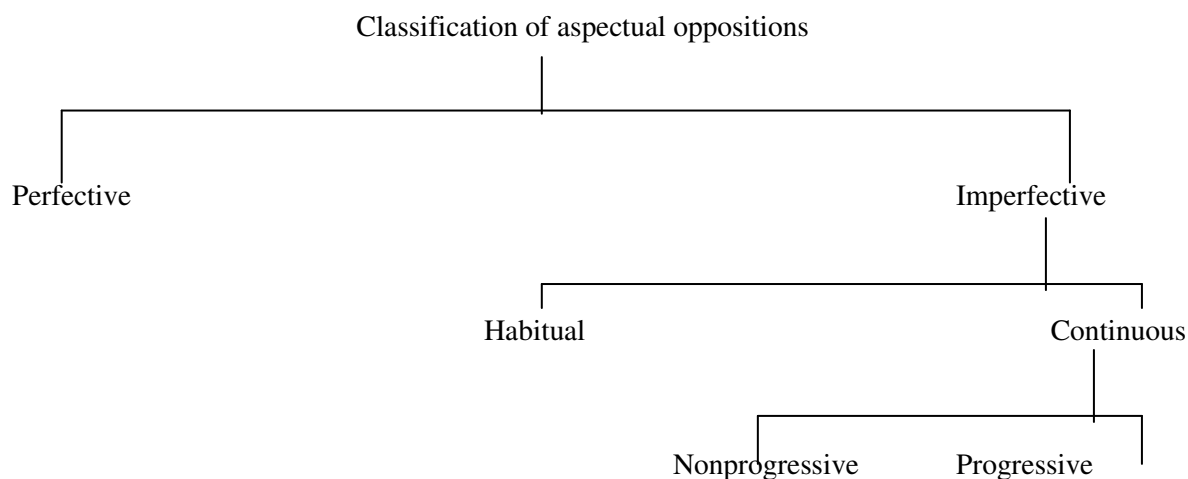 Classification of aspectual oppositions
Perfective Imperfective
Habitual Continuous
Nonprogressive Progressive